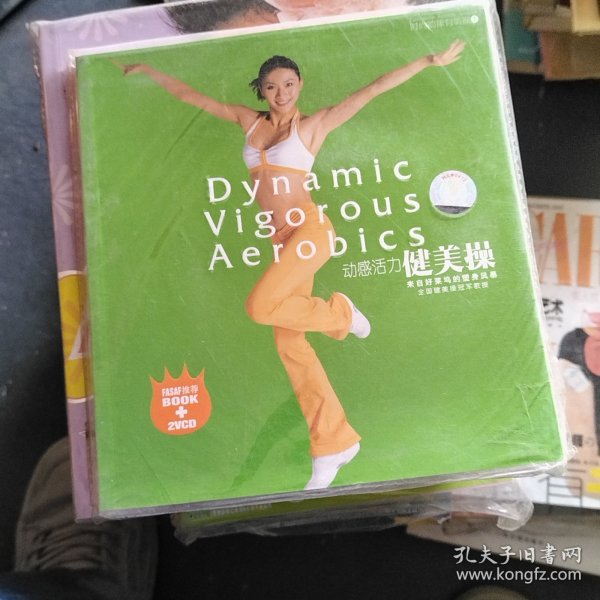 Dynamic
Vigorous
Aerobics
动感活力健美操
来自好莱坞的塑身风暴
全国健美操冠军教授
FASAF推荐
BOOK
+
2VCD
孔夫子旧书网
www.kongfz.com